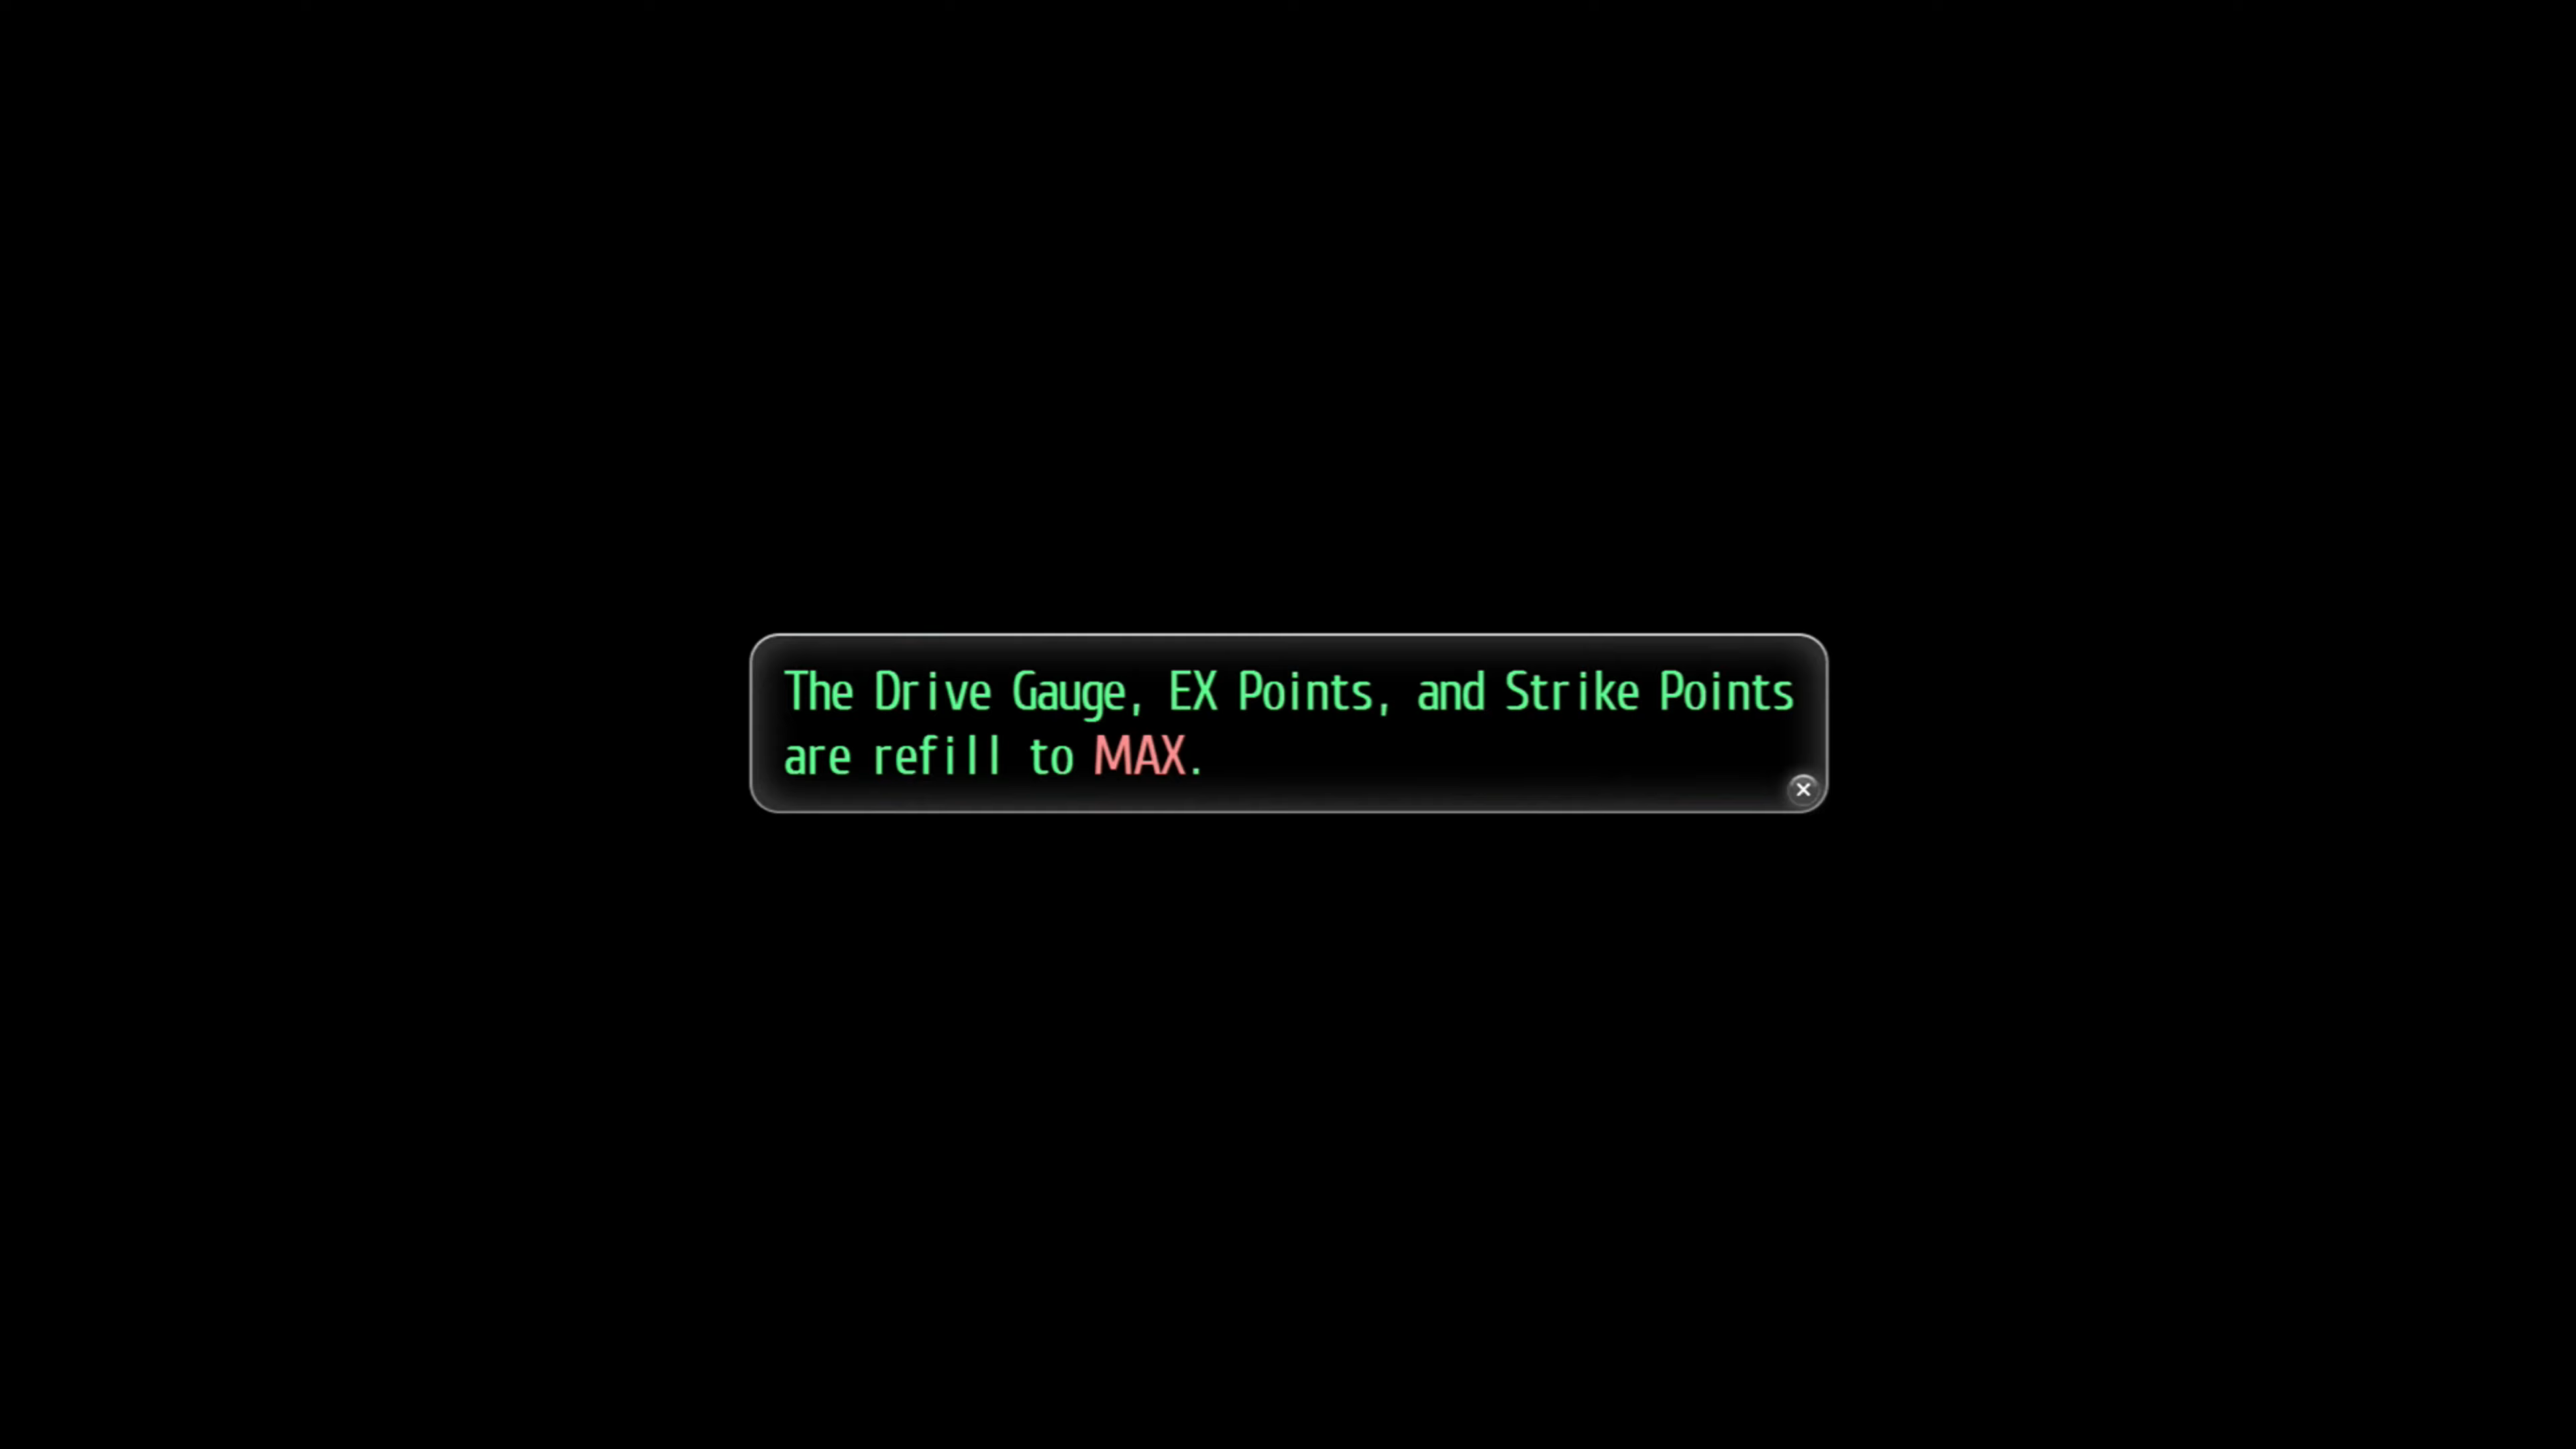 The Drive Gauge, EX Points, and Strike Points
are refill to MAX.